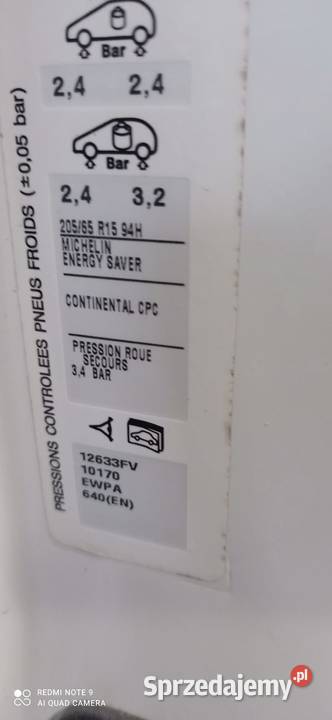 PRESSIONS CONTROLEES PNEUS FROIDS (±0,05 bar)
Bar
2,4 2,4
Bar
2,4 3,2
205/65 R15 94H
MICHELIN
ENERGY SAVER
CONTINENTAL CPC
PRESSION ROUE
SECOURS
3,4 BAR
12633FV
10170
EWPA
640(EN)
REDMI NOTE 9
AI QUAD CAMERA
Sprzedajemy.pl